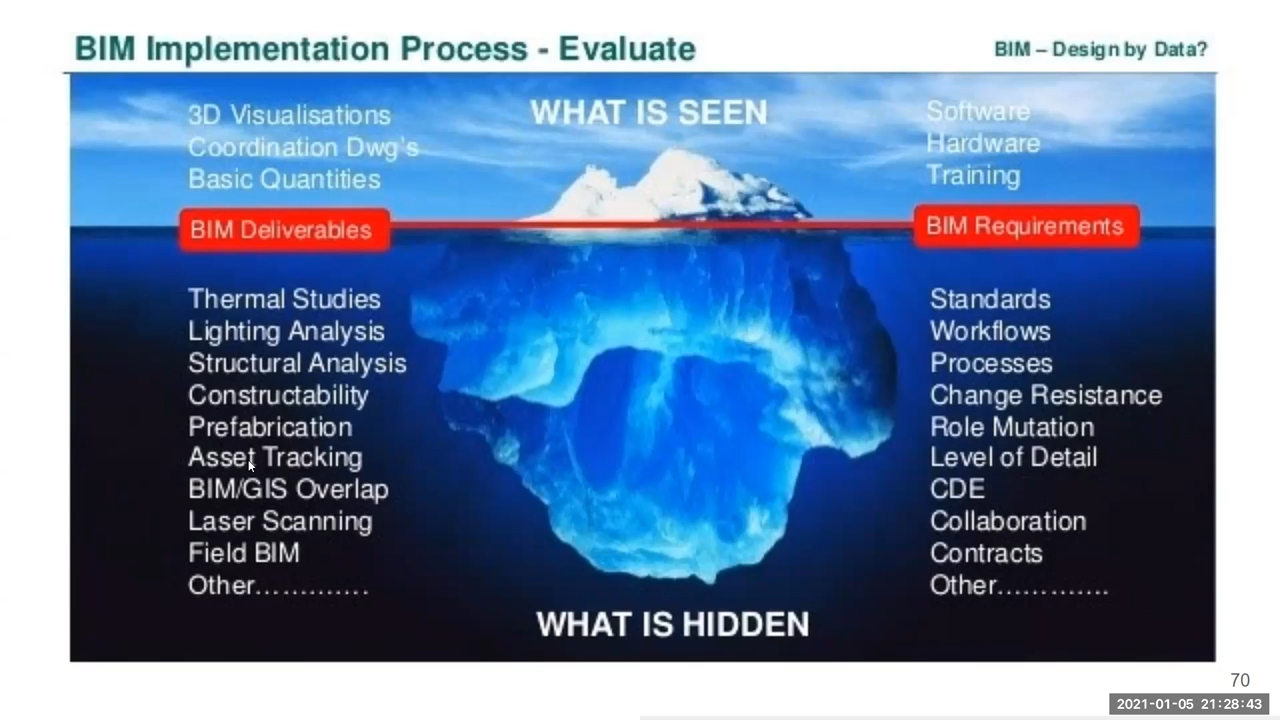 BIM Implementation Process - Evaluate
BIM – Design by Data?
WHAT IS SEEN
3D Visualisations
Coordination Dwg's
Basic Quantities
BIM Deliverables
Thermal Studies
Lighting Analysis
Structural Analysis
Constructability
Prefabrication
Asset Tracking
BIM/GIS Overlap
Laser Scanning
Field BIM
Other.............
Software
Hardware
Training
BIM Requirements
Standards
Workflows
Processes
Change Resistance
Role Mutation
Level of Detail
CDE
Collaboration
Contracts
Other.............
WHAT IS HIDDEN
70
2021-01-05 21:28:43